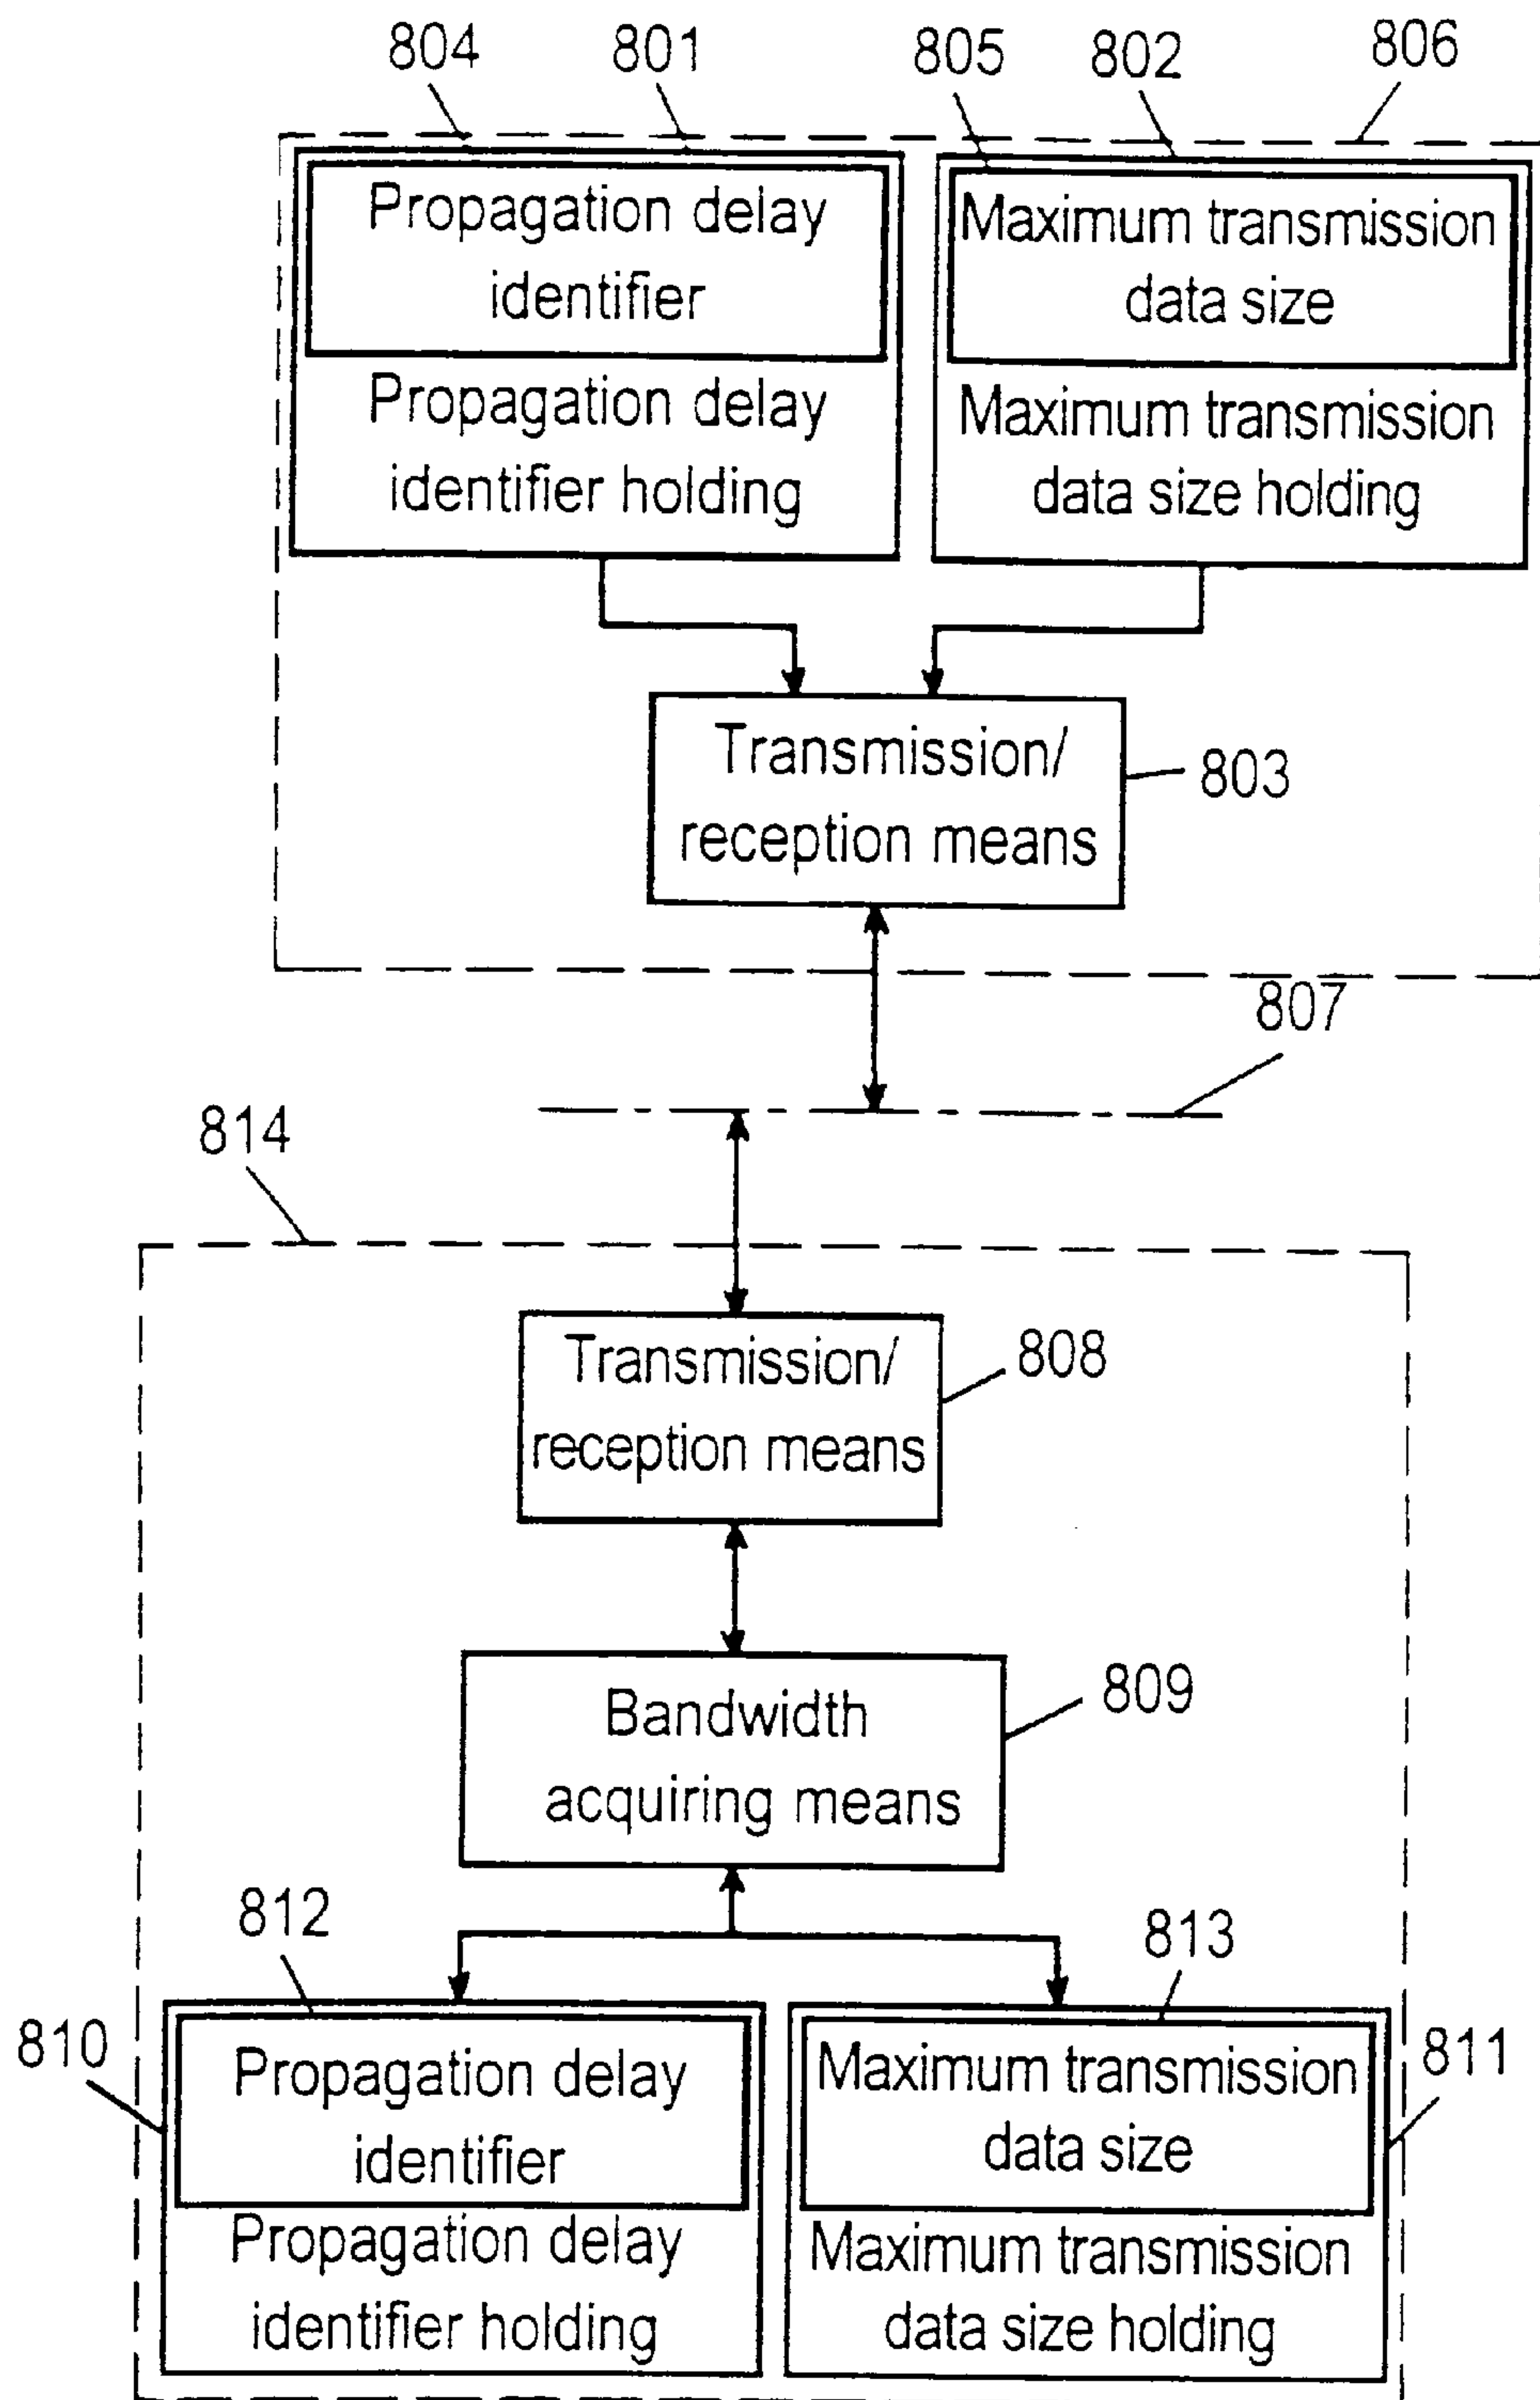 804
801
805
802
806
Propagation delay
identifier
Propagation delay
identifier holding
Maximum transmission
data size
Maximum transmission
data size holding
Transmission/
reception means
803
807
814
Transmission/
reception means
808
Bandwidth
acquiring means
809
812
813
810
Propagation delay
identifier
Propagation delay
identifier holding
Maximum transmission
data size
Maximum transmission
data size holding
811